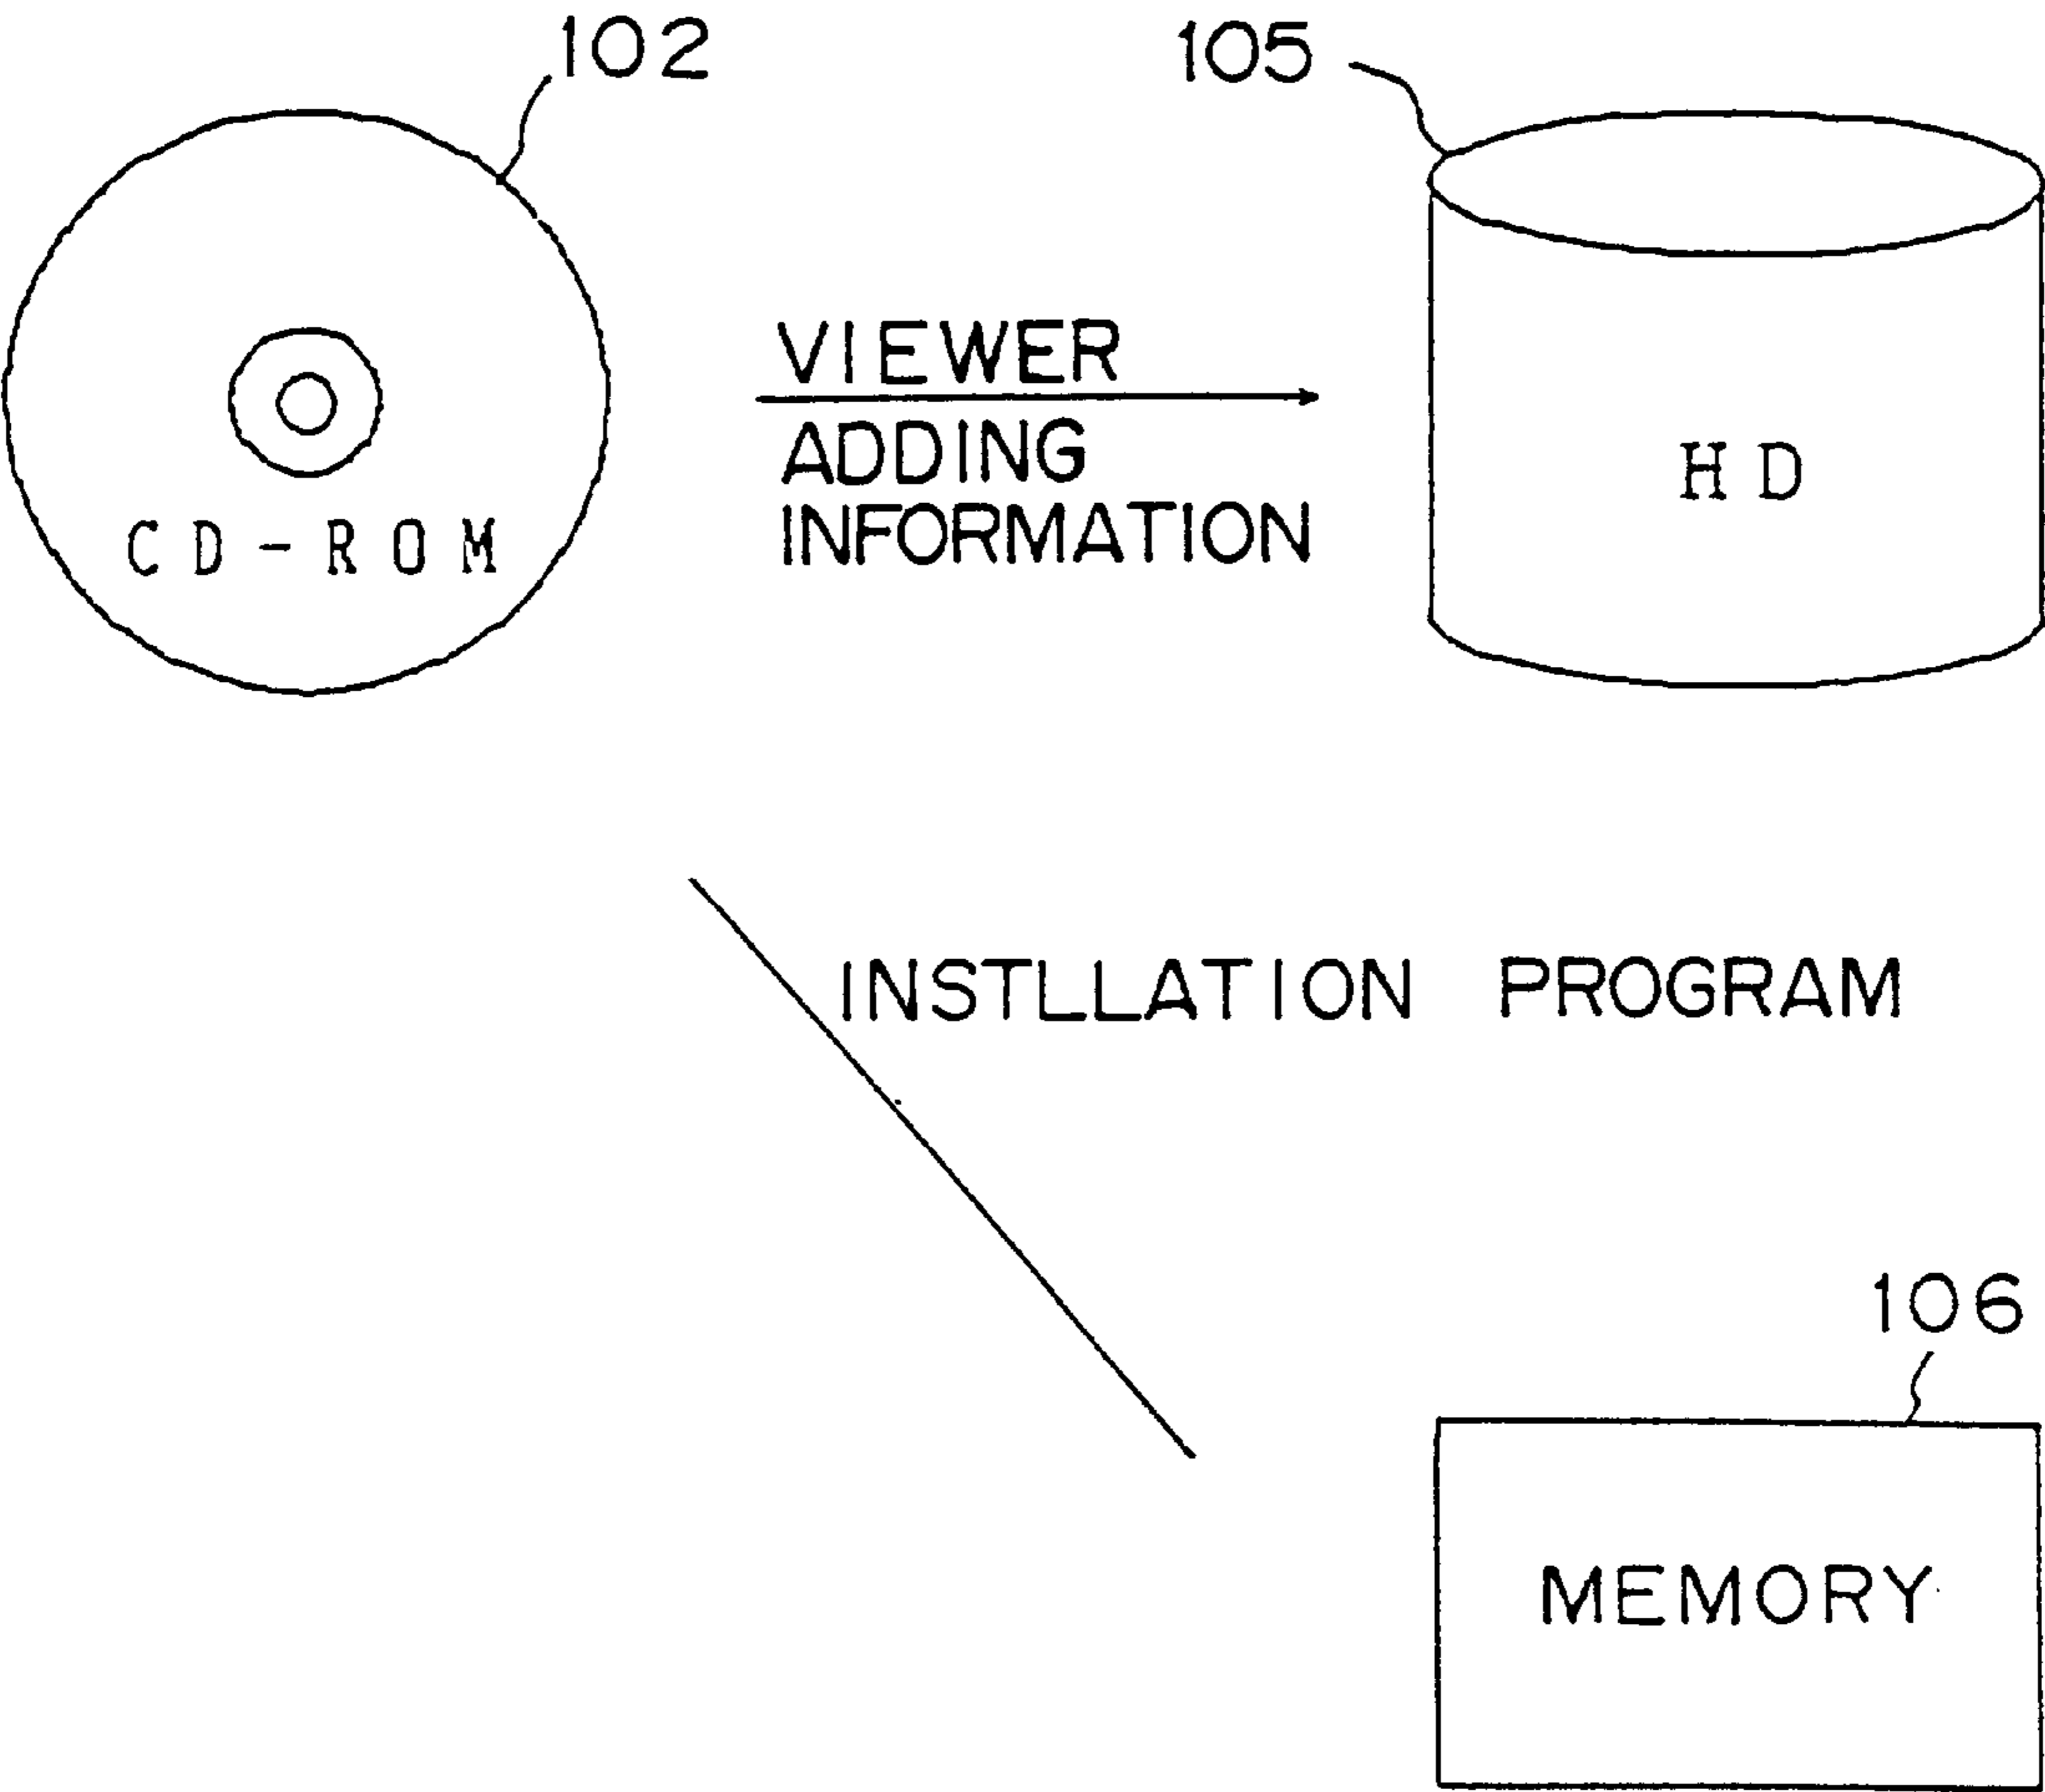 102
105
VIEWER
ADDING
INFORMATION
HD
CD-ROM
INSTLLATION PROGRAM
106
MEMORY